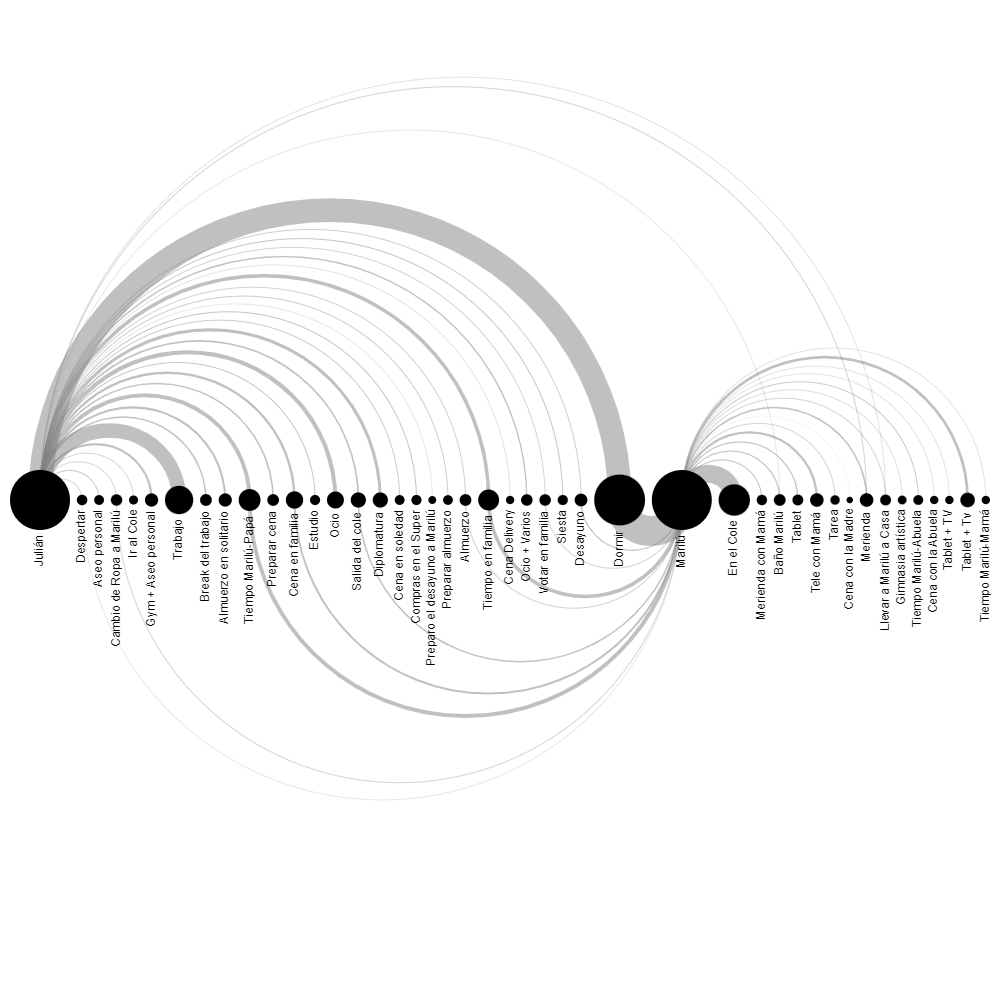 Julián
Despertar
Aseo personal
Cambio de Ropa a Marilú
Ir al Cole
Gym + Aseo personal
Trabajo
Break del trabajo
Almuerzo en solitario
Tiempo Marilú-Papá
Preparar cena
Cena en familia
Estudio
Ocio
Salida del cole
Diplomatura
Cena en soledad
Compras en el Super
Preparo el desayuno a Marilú
Preparar almuerzo
Almuerzo
Tiempo en familia
Cena Delivery
Ocio + Varios
Votar en familia
Siesta
Desayuno
Dormir
Marilú
En el Cole
Merienda con Mamá
Baño Marilú
Tablet
Tele con Mamá
Tarea
Cena con la Madre
Merienda
Llevar a Marilú a Casa
Gimnasia artística
Tiempo Marilú-Abuela
Cena con la Abuela
Tablet + TV
Tablet + Tv
Tiempo Marilú-Mamá